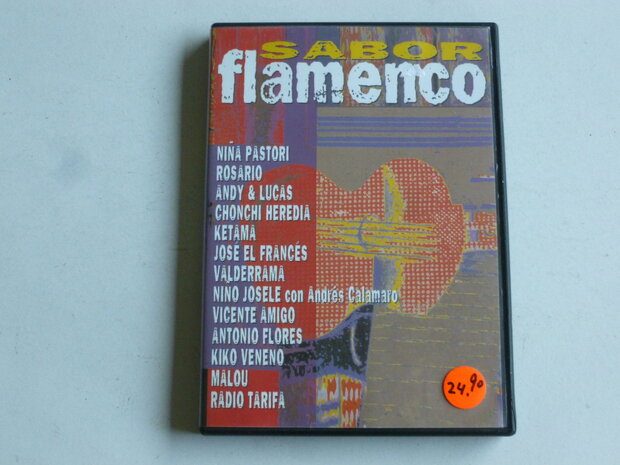 SABOR
flamenco
NIÑA PASTORI
ROSARIO
ANDY & LUCAS
CHONCHI HEREDIA
KETAMA
JOSÉ EL FRANCÉS
VALDERRAMA
NIÑO JOSELE con Andrés Calamaro
VICENTE AMIGO
ANTONIO FLORES
KIKO VENENO
MALOU
RADIO TARIFA
24.90